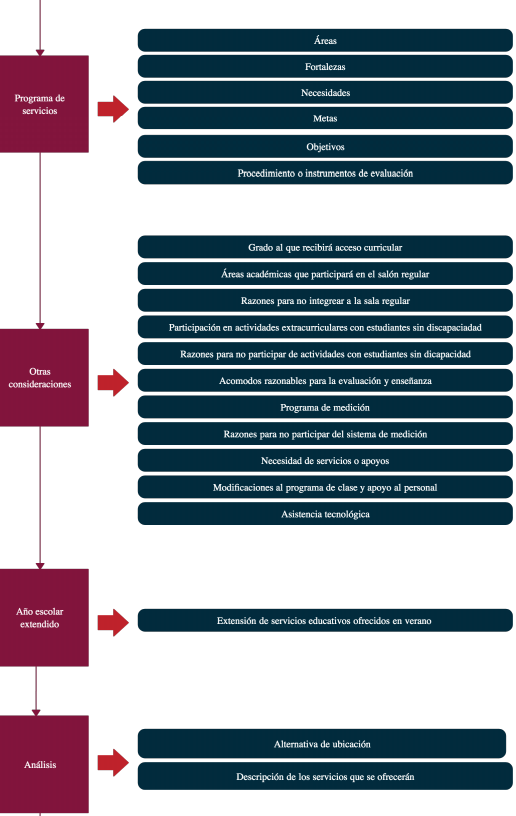 Programa de
servicios
Áreas
Fortalezas
Necesidades
Metas
Objetivos
Procedimiento o instrumentos de evaluación
Otras
consideraciones
Grado al que recibirá acceso curricular
Áreas académicas que participará en el salón regular
Razones para no integrear a la sala regular
Participación en actividades extracurriculares con estudiantes sin discapaciadad
Razones para no participar de actividades con estudiantes sin dicapacidad
Acomodos razonables para la evaluación y enseñanza
Programa de medición
Razones para no participar del sistema de medición
Necesidad de servicios o apoyos
Modificaciones al programa de clase y apoyo al personal
Asistencia tecnológica
Año escolar
extendido
Extensión de servicios educativos ofrecidos en verano
Análisis
Alternativa de ubicación
Descripción de los servicios que se ofrecerán